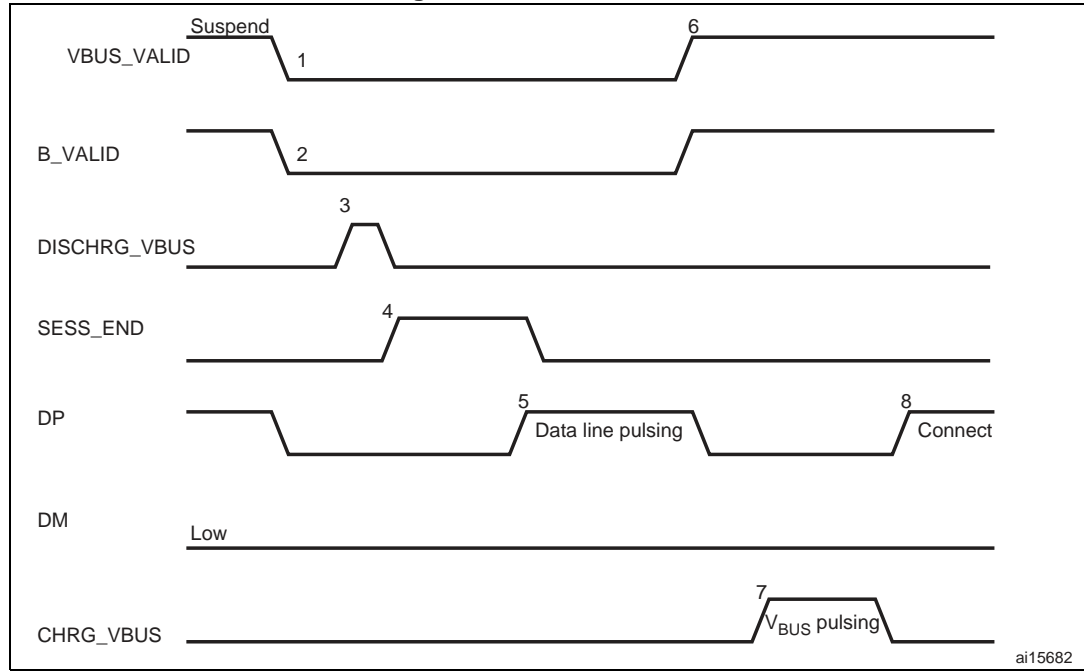 Suspend
6
VBUS_VALID
1
B_VALID
2
3
DISCHRG_VBUS
4
SESS_END
5
8
DP
Data line pulsing
Connect
DM
Low
7
VBUS pulsing
CHRG_VBUS
ai15682